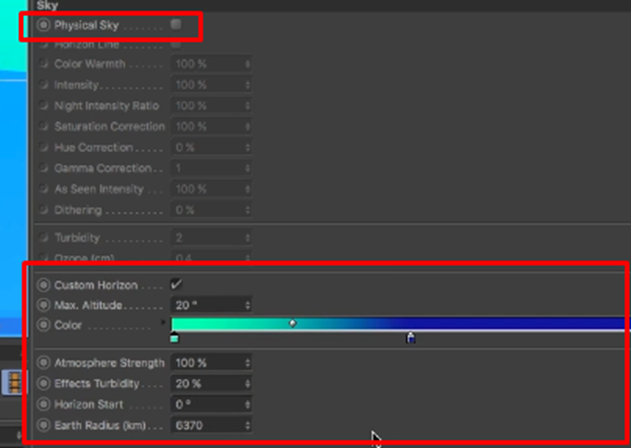 Sky
Physical Sky .......
Horizon Line ......
Color Warmth ..... 100 %
Intensity........... 100 %
Night Intensity Ratio 100 %
Saturation Correction 100 %
Hue Correction..... 0 %
Gamma Correction.. 1
As Seen Intensity ... 100 %
Dithering .......... 0 %
Turbidity .......... 2
Ozone (cm) ........ 0.4
Custom Horizon ....
Max. Altitude....... 20 °
Color ...........
Atmosphere Strength 100 %
Effects Turbidity.... 20 %
Horizon Start ...... 0 °
Earth Radius (km)... 6370